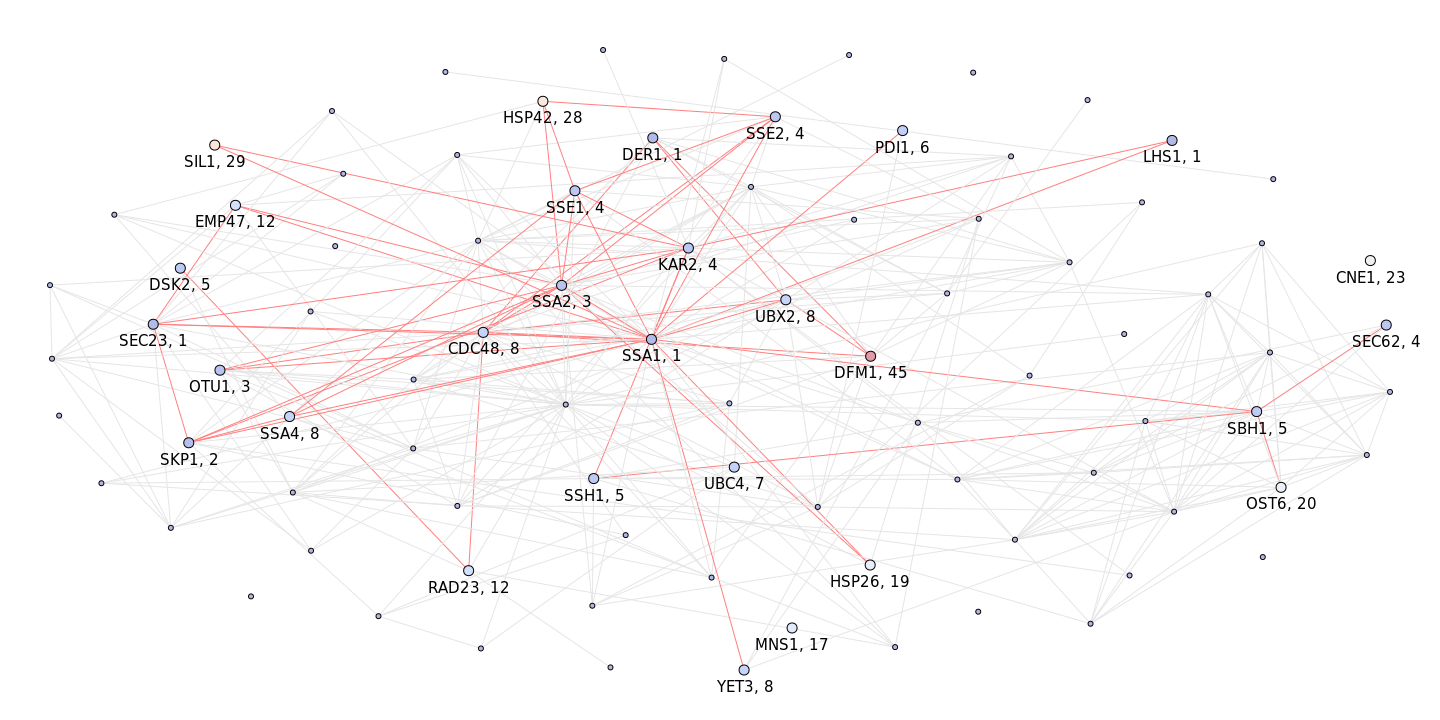 HSP42, 28
SSE2, 4
PDI1, 6
DER1, 1
LHS1, 1
SIL1, 29
SSE1, 4
EMP47, 12
KAR2, 4
CNE1, 23
DSK2, 5
SSA2, 3
UBX2, 8
SEC23, 1
SEC62, 4
CDC48, 8
SSA1, 1
DFM1, 45
OTU1, 3
SBH1, 5
SSA4, 8
SKP1, 2
UBC4, 7
SSH1, 5
OST6, 20
HSP26, 19
RAD23, 12
MNS1, 17
YET3, 8